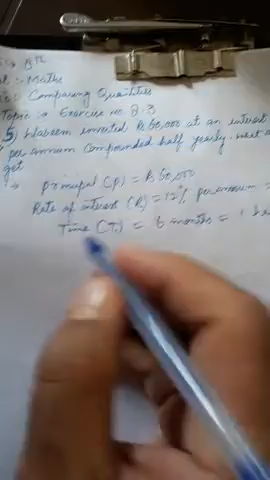 8th
: Maths
: Comparing Quantities
Topic :- Exercise no 8.3
5) Waseem invested Rs 60,000 at an interest
per annum compounded half yearly. what
get
→ Principal (P) = Rs 60,000
Rate of interest (R) = 12% per annum =
Time (T) = 6 months = 1 ha